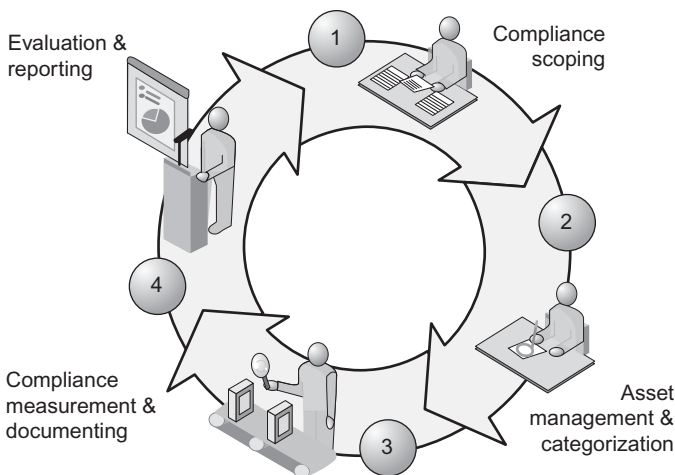 1
Compliance
scoping
2
Asset
management &
categorization
3
Compliance
measurement &
documenting
4
Evaluation &
reporting